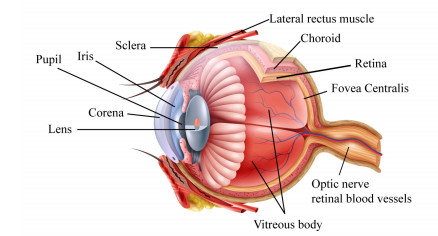 Lateral rectus muscle
Sclera
Choroid
Iris
Pupil
Retina
Fovea Centralis
Corena
Lens
Optic nerve
retinal blood vessels
Vitreous body